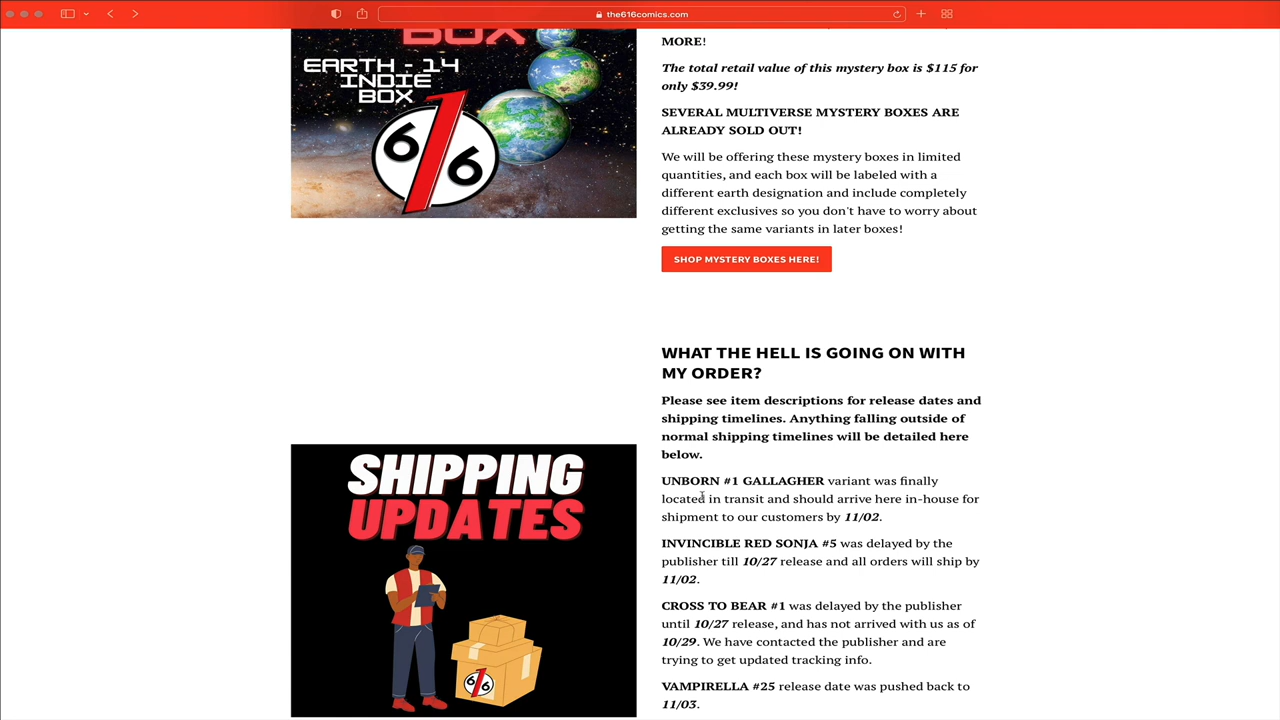 the616comics.com
BOX
EARTH - 14
INDIE
BOX
616
MORE!
The total retail value of this mystery box is $115 for
only $39.99!
SEVERAL MULTIVERSE MYSTERY BOXES ARE
ALREADY SOLD OUT!
We will be offering these mystery boxes in limited
quantities, and each box will be labeled with a
different earth designation and include completely
different exclusives so you don't have to worry about
getting the same variants in later boxes!
SHOP MYSTERY BOXES HERE!
WHAT THE HELL IS GOING ON WITH
MY ORDER?
Please see item descriptions for release dates and
shipping timelines. Anything falling outside of
normal shipping timelines will be detailed here
below.
SHIPPING
UPDATES
616
UNBORN #1 GALLAGHER variant was finally
located in transit and should arrive here in-house for
shipment to our customers by 11/02.
INVINCIBLE RED SONJA #5 was delayed by the
publisher till 10/27 release and all orders will ship by
11/02.
CROSS TO BEAR #1 was delayed by the publisher
until 10/27 release, and has not arrived with us as of
10/29. We have contacted the publisher and are
trying to get updated tracking info.
VAMPIRELLA #25 release date was pushed back to
11/03.